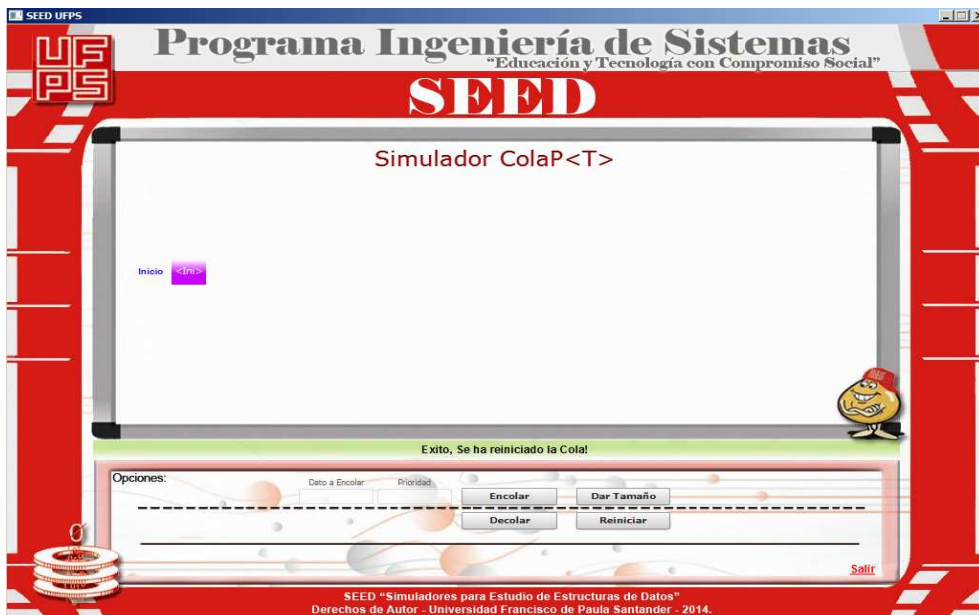 SEED UFPS
UFPS
Programa Ingeniería de Sistemas
"Educación y Tecnología con Compromiso Social"
SEED
Simulador ColaP<T>
Inicio <Ini>
Exito, Se ha reiniciado la Cola!
Opciones:
Dato a Encolar Prioridad
Encolar Dar Tamaño
Decolar Reiniciar
Salir
SEED “Simuladores para Estudio de Estructuras de Datos”
Derechos de Autor - Universidad Francisco de Paula Santander - 2014.